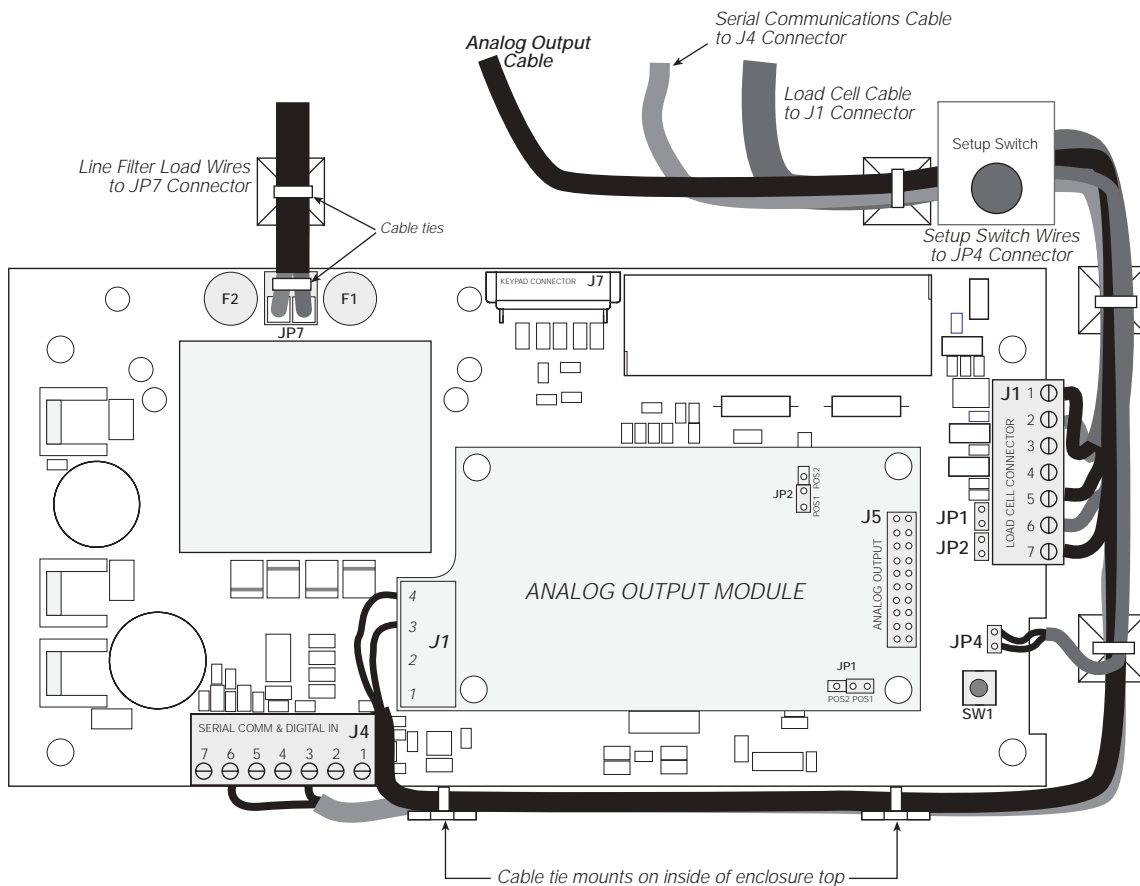 Serial Communications Cable
to J4 Connector
Analog Output
Cable
Load Cell Cable
to J1 Connector
Setup Switch
Line Filter Load Wires
to JP7 Connector
Cable ties
Setup Switch Wires
to JP4 Connector
F2
F1
JP7
KEYPAD CONNECTOR
J7
J1
1
2
3
4
5
6
7
LOAD CELL CONNECTOR
JP1
JP2
JP2
POS2
POS1
J5
ANALOG OUTPUT
ANALOG OUTPUT MODULE
4
3
2
1
J1
JP4
JP1
POS2 POS1
SW1
SERIAL COMM & DIGITAL IN
J4
7 6 5 4 3 2 1
Cable tie mounts on inside of enclosure top